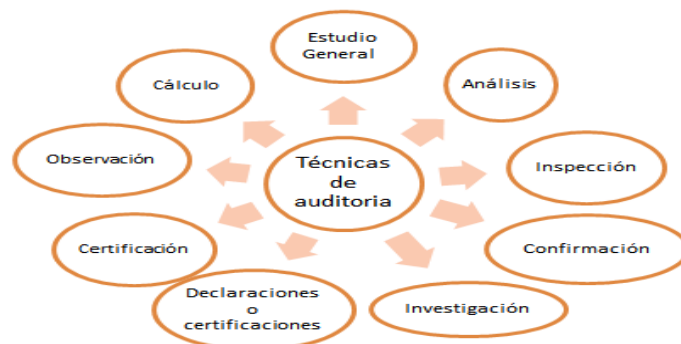 Estudio
General
Análisis
Inspección
Confirmación
Investigación
Declaraciones
o
certificaciones
Certificación
Observación
Cálculo
Técnicas
de
auditoria